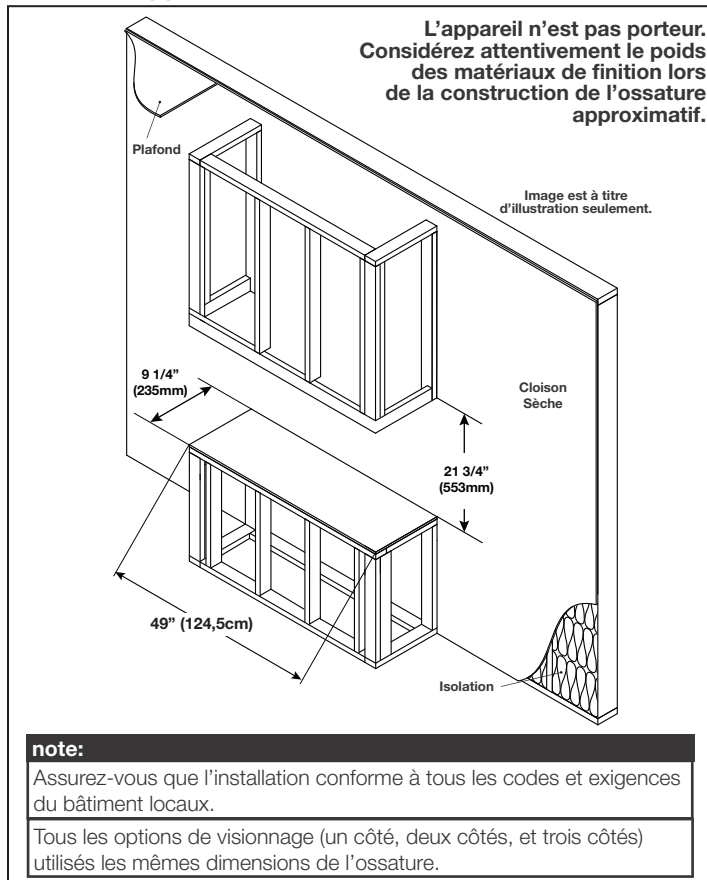 L’appareil n’est pas porteur.
Considérez attentivement le poids
des matériaux de finition lors
de la construction de l’ossature
approximatif.
Plafond
Image est à titre
d’illustration seulement.
9 1/4”
(235mm)
Cloison
Sèche
21 3/4”
(553mm)
49” (124,5cm)
Isolation
note:
Assurez-vous que l’installation conforme à tous les codes et exigences
du bâtiment locaux.
Tous les options de visionnage (un côté, deux côtés, et trois côtés)
utilisés les mêmes dimensions de l’ossature.